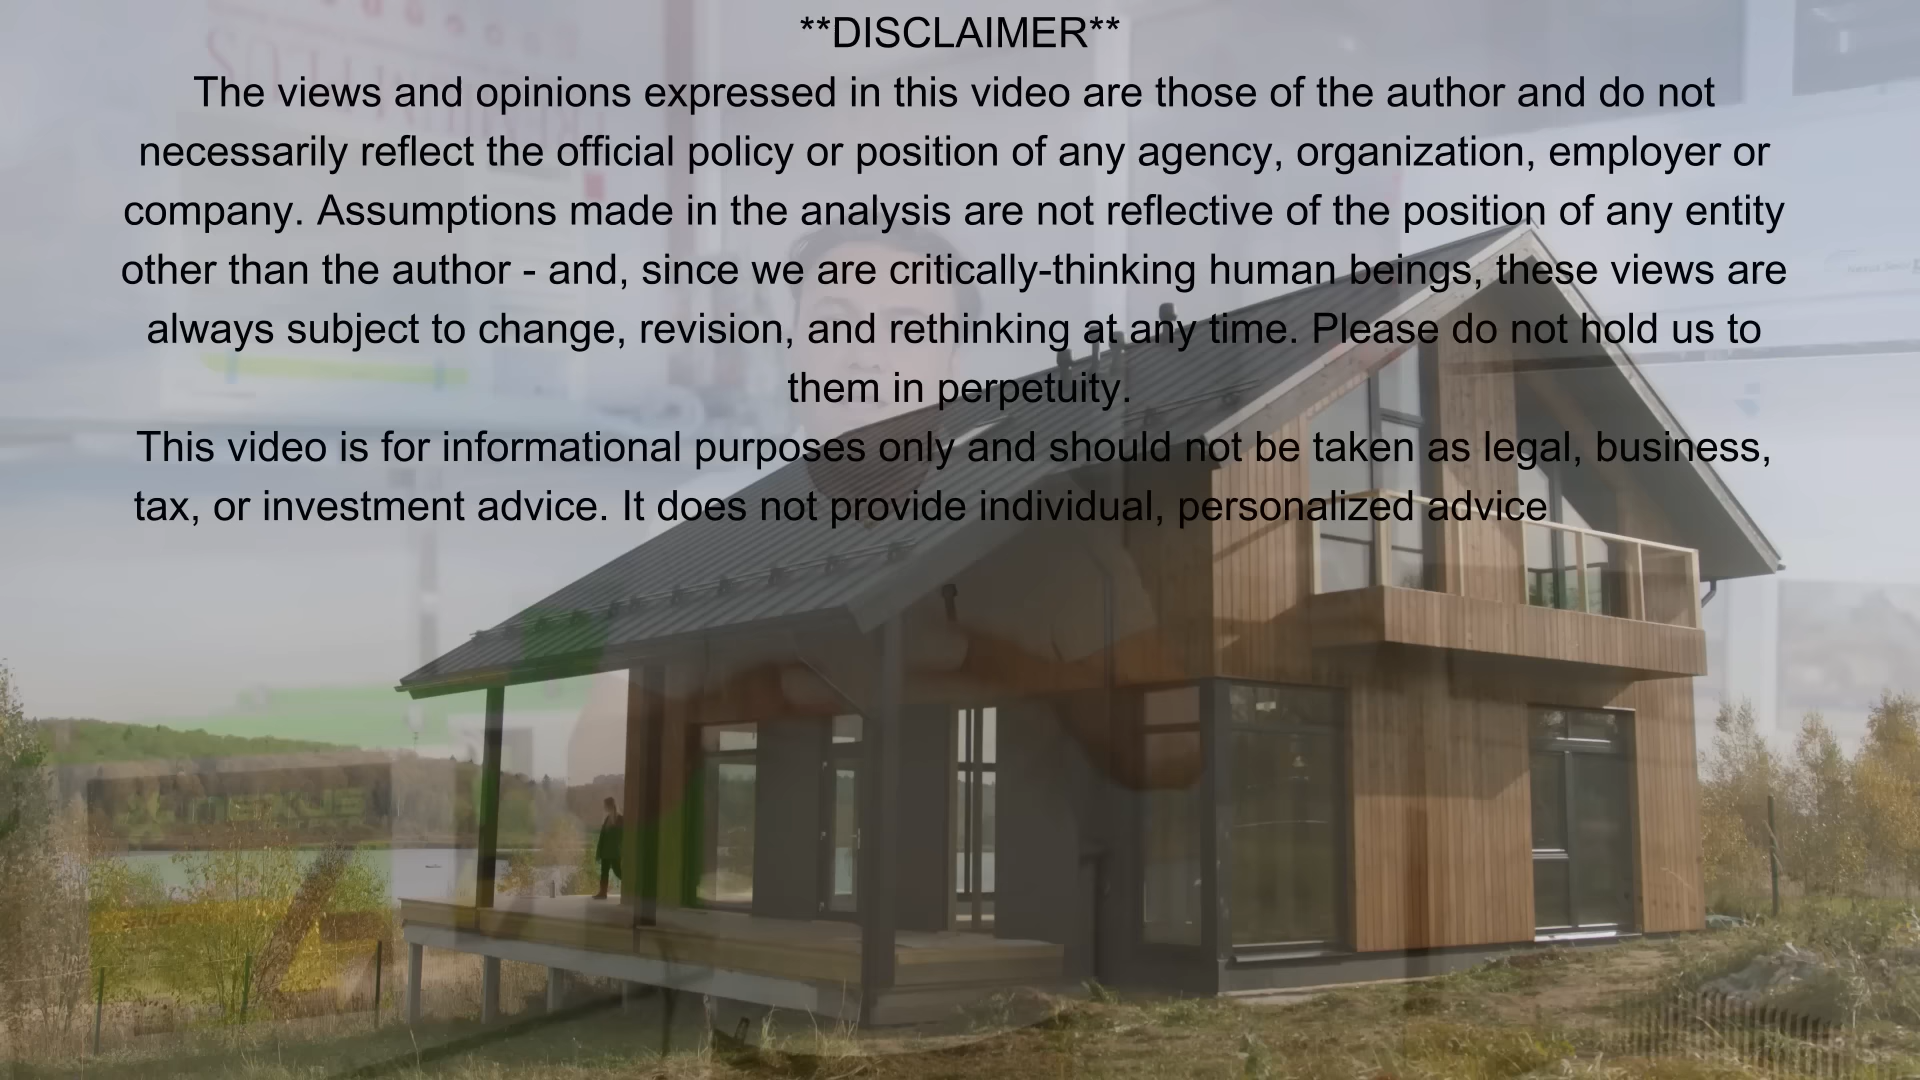 **DISCLAIMER**
The views and opinions expressed in this video are those of the author and do not
necessarily reflect the official policy or position of any agency, organization, employer or
company. Assumptions made in the analysis are not reflective of the position of any entity
other than the author - and, since we are critically-thinking human beings, these views are
always subject to change, revision, and rethinking at any time. Please do not hold us to
them in perpetuity.
This video is for informational purposes only and should not be taken as legal, business,
tax, or investment advice. It does not provide individual, personalized advice